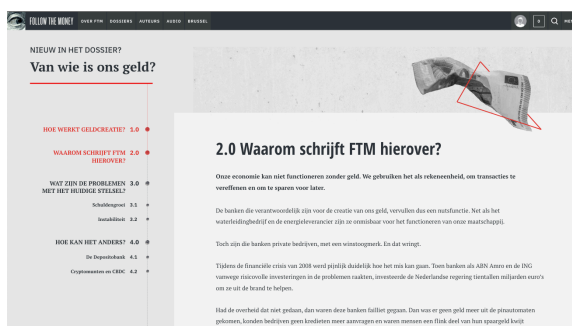 FOLLOW THE MONEY OVER FTM DOSSIERS AUTEURS AUDIO BRUSSEL
NIEUW IN HET DOSSIER?
Van wie is ons geld?
HOE WERKT GELDCREATIE? 1.0
WAAROM SCHRIJFT FTM 2.0
HIEROVER?
WAT ZIJN DE PROBLEMEN 3.0
MET HET HUIDIGE STELSEL?
Schuldengroei 3.1
Instabiliteit 3.2
HOE KAN HET ANDERS? 4.0
De Depositobank 4.1
Cryptomunten en CBDC 4.2
2.0 Waarom schrijft FTM hierover?
Onze economie kan niet functioneren zonder geld. We gebruiken het als rekeneenheid, om transacties te
vereffenen en om te sparen voor later.
De banken die verantwoordelijk zijn voor de creatie van ons geld, vervullen dus een nutsfunctie. Net als het
waterleidingbedrijf en de energieleverancier zijn ze onmisbaar voor het functioneren van onze maatschappij.
Toch zijn die banken private bedrijven, met een winstoogmerk. En dat wringt.
Tijdens de financiële crisis van 2008 werd pijnlijk duidelijk hoe het mis kan gaan. Toen banken als ABN Amro en de ING
vanwege risicovolle investeringen in de problemen raakten, investeerde de Nederlandse regering tientallen miljarden euro's
om ze uit de brand te helpen.
Had de overheid dat niet gedaan, dan waren deze banken failliet gegaan. Dan was er geen geld meer uit de pinautomaten
gekomen, konden bedrijven geen kredieten meer aanvragen en waren mensen een flink deel van hun spaargeld kwijt